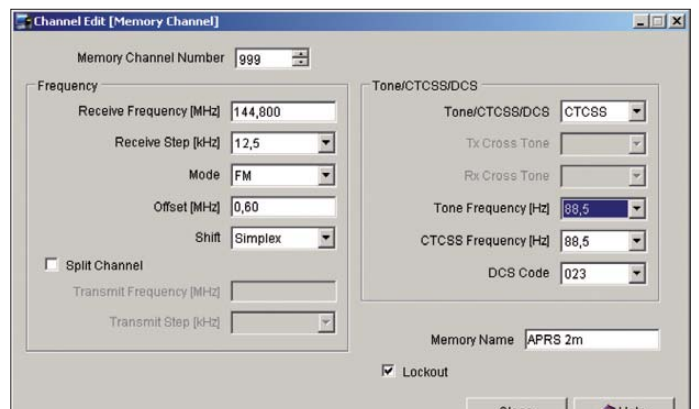 Channel Edit [Memory Channel]
Memory Channel Number 999
Frequency
Receive Frequency [MHz] 144,800
Receive Step [kHz] 12,5
Mode FM
Offset [MHz] 0,60
Shift Simplex
Split Channel
Transmit Frequency [MHz]
Transmit Step [kHz]
Tone/CTCSS/DCS
Tone/CTCSS/DCS CTCSS
Tx Cross Tone
Rx Cross Tone
Tone Frequency [Hz] 88,5
CTCSS Frequency [Hz] 88,5
DCS Code 023
Memory Name APRS 2m
Lockout